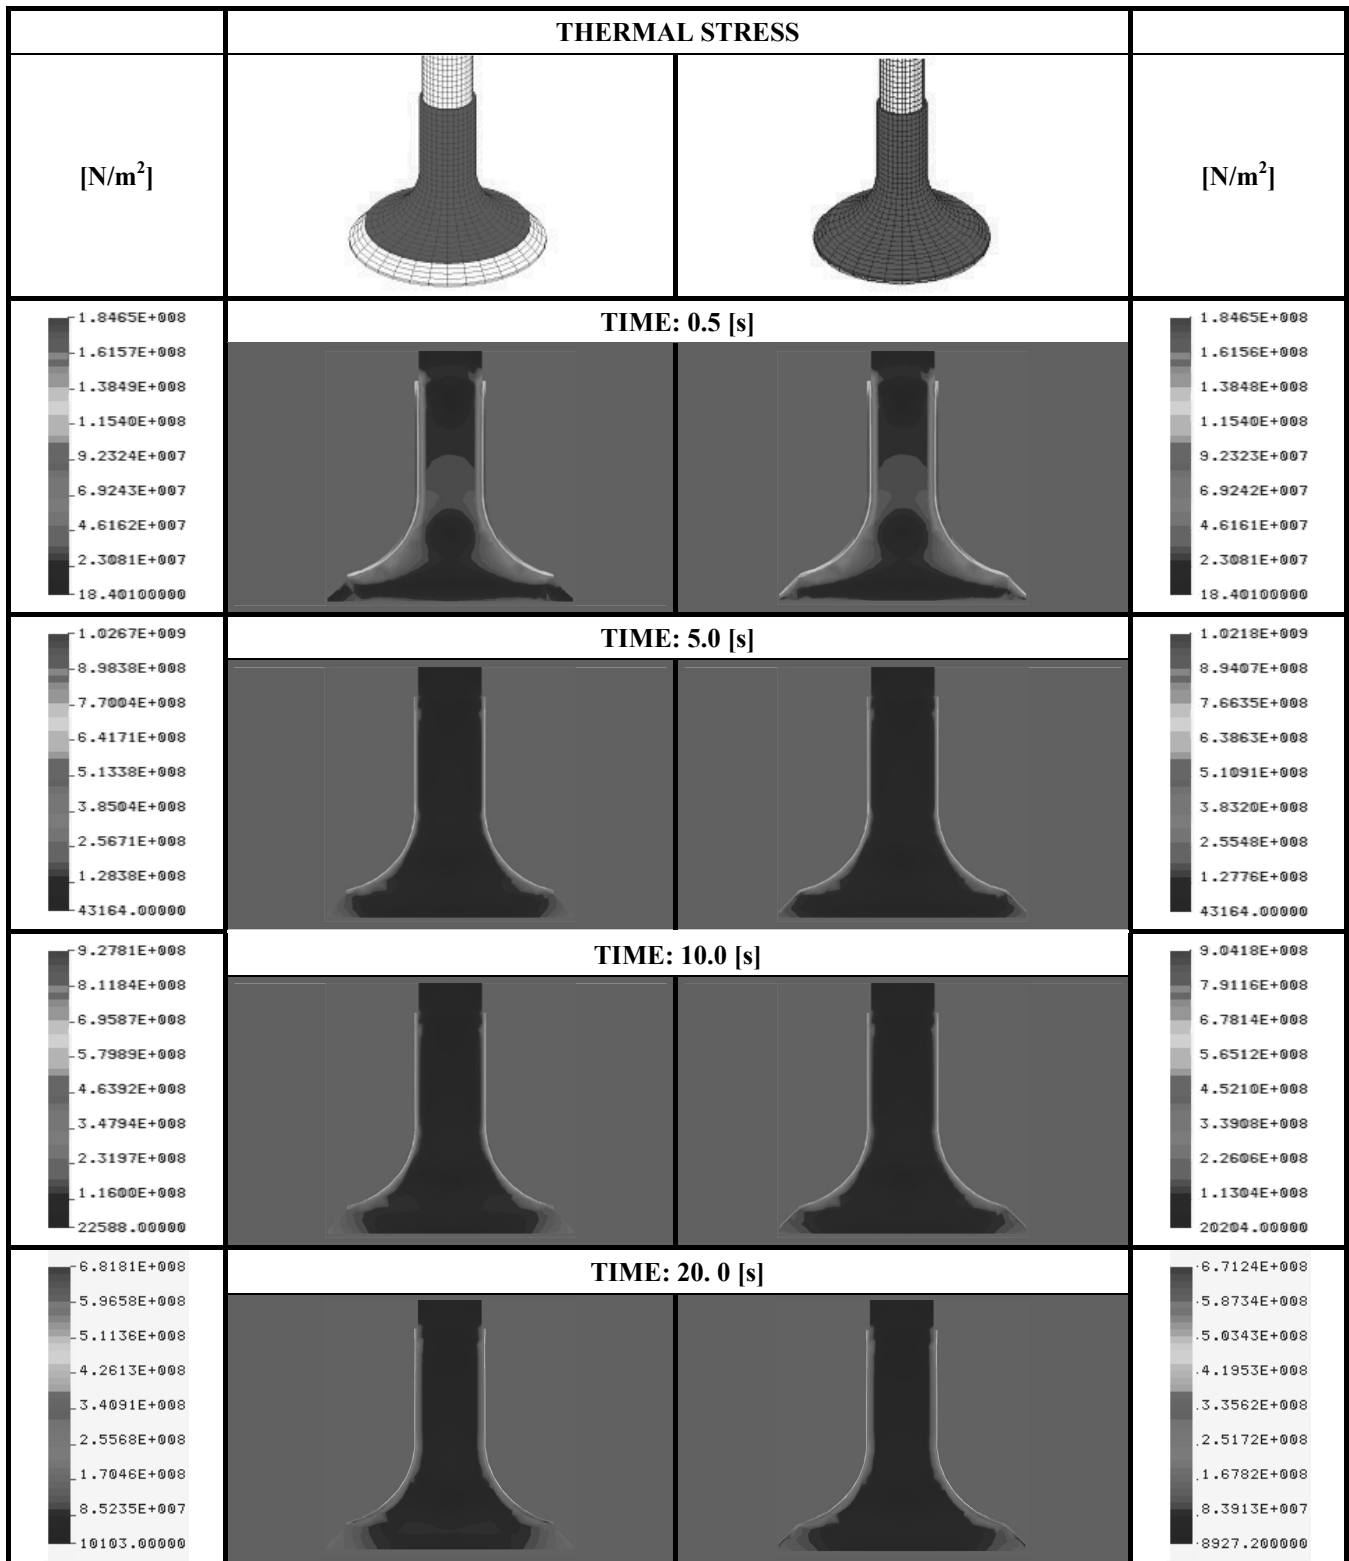 THERMAL STRESS
[N/m²]
[N/m²]
TIME: 0.5 [s]
1.8465E+008
1.6157E+008
1.3849E+008
1.1540E+008
9.2324E+007
6.9243E+007
4.6162E+007
2.3081E+007
18.40100000
1.8465E+008
1.6156E+008
1.3848E+008
1.1540E+008
9.2323E+007
6.9242E+007
4.6161E+007
2.3081E+007
18.40100000
TIME: 5.0 [s]
1.0267E+009
8.9838E+008
7.7004E+008
6.4171E+008
5.1338E+008
3.8504E+008
2.5671E+008
1.2838E+008
43164.00000
1.0218E+009
8.9407E+008
7.6635E+008
6.3863E+008
5.1091E+008
3.8320E+008
2.5548E+008
1.2776E+008
43164.00000
TIME: 10.0 [s]
9.2781E+008
8.1184E+008
6.9587E+008
5.7989E+008
4.6392E+008
3.4794E+008
2.3197E+008
1.1600E+008
22588.00000
9.0418E+008
7.9116E+008
6.7814E+008
5.6512E+008
4.5210E+008
3.3908E+008
2.2606E+008
1.1304E+008
20204.00000
TIME: 20. 0 [s]
6.8181E+008
5.9658E+008
5.1136E+008
4.2613E+008
3.4091E+008
2.5568E+008
1.7046E+008
8.5235E+007
10103.00000
6.7124E+008
5.8734E+008
5.0343E+008
4.1953E+008
3.3562E+008
2.5172E+008
1.6782E+008
8.3913E+007
8927.200000